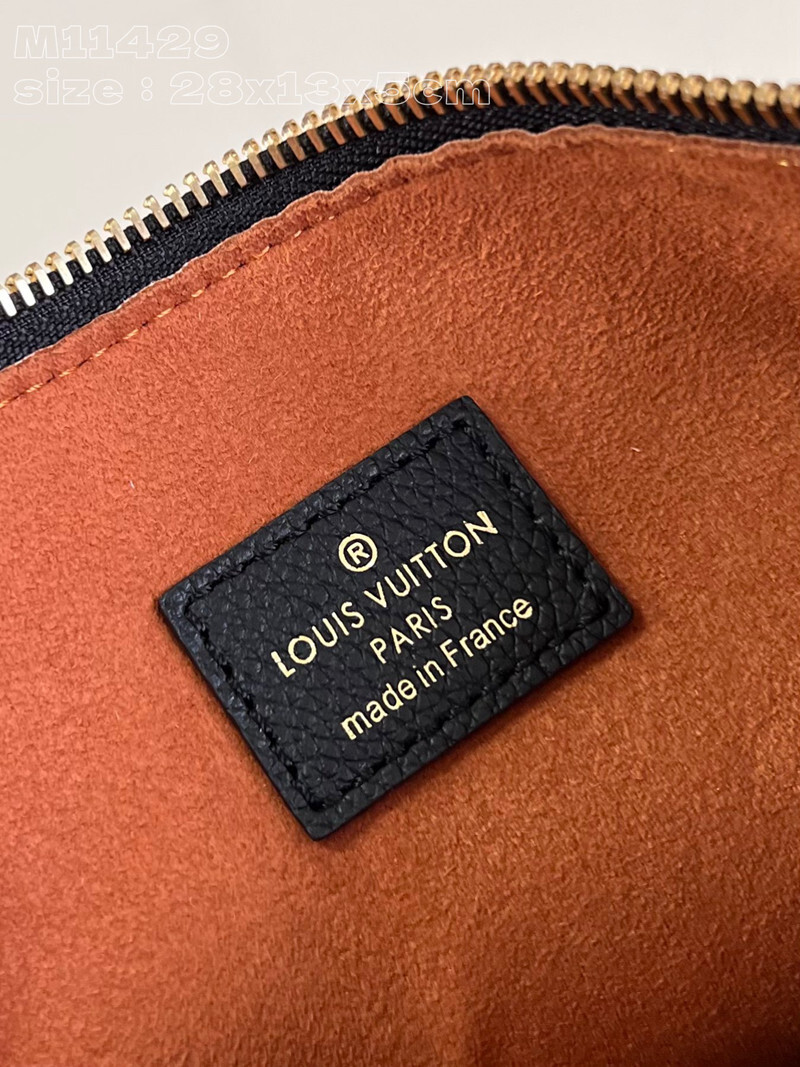 M11429
size : 28x13x5cm
®
LOUIS VUITTON
PARIS
made in France